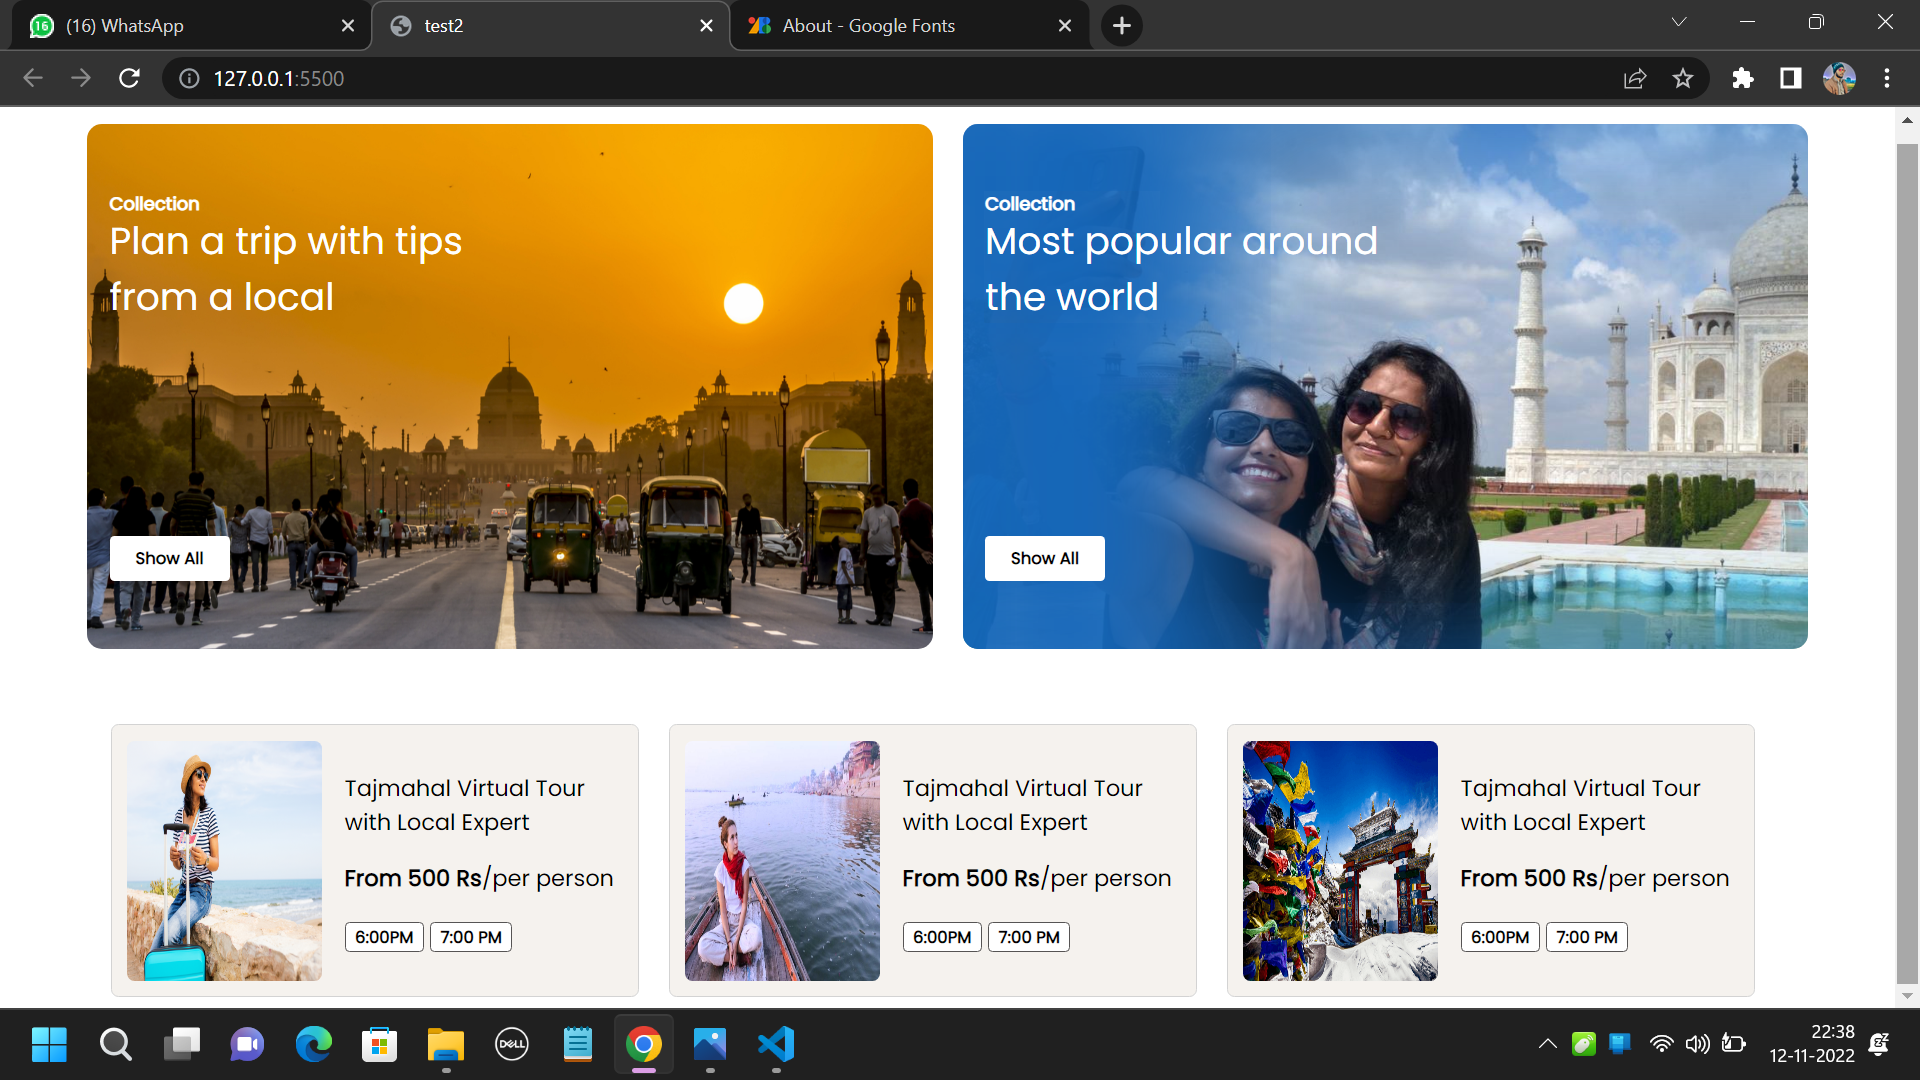 16
(16) WhatsApp
test2
About - Google Fonts
127.0.0.1:5500
Collection
Plan a trip with tips
from a local
Show All
Collection
Most popular around
the world
Show All
Tajmahal Virtual Tour
with Local Expert
From 500 Rs/per person
6:00PM 7:00 PM
Tajmahal Virtual Tour
with Local Expert
From 500 Rs/per person
6:00PM 7:00 PM
Tajmahal Virtual Tour
with Local Expert
From 500 Rs/per person
6:00PM 7:00 PM
DELL
22:38
12-11-2022